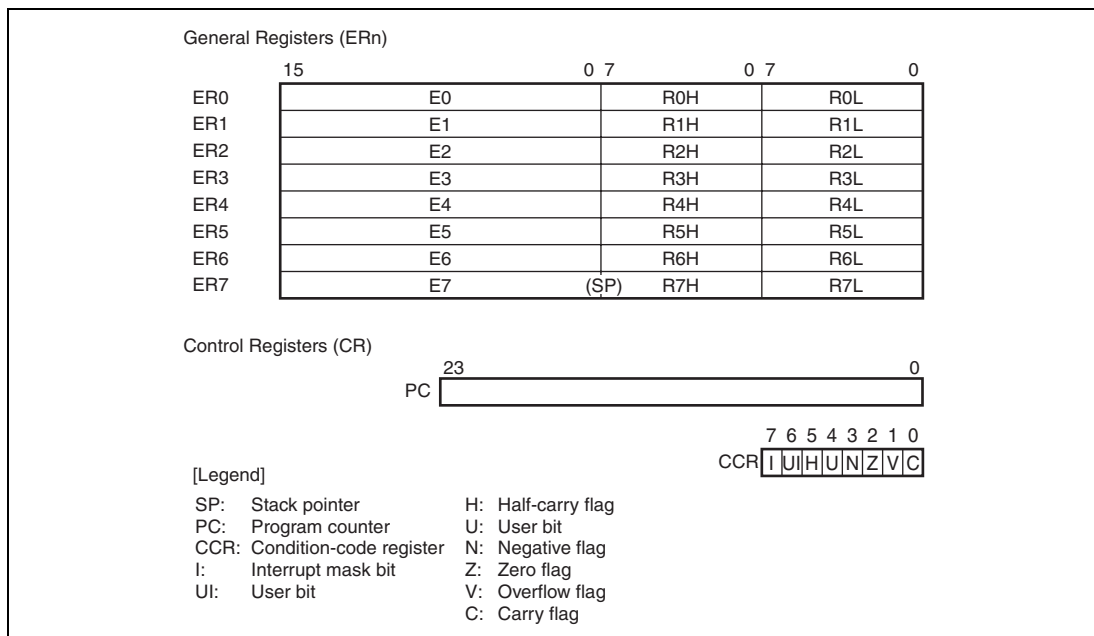 General Registers (ERn)
15 0 7 0 7 0
ER0 E0 R0H R0L
ER1 E1 R1H R1L
ER2 E2 R2H R2L
ER3 E3 R3H R3L
ER4 E4 R4H R4L
ER5 E5 R5H R5L
ER6 E6 R6H R6L
ER7 E7 (SP) R7H R7L
Control Registers (CR)
23 0
PC
7 6 5 4 3 2 1 0
CCR I UI H U N Z V C
[Legend]
SP: Stack pointer H: Half-carry flag
PC: Program counter U: User bit
CCR: Condition-code register N: Negative flag
I: Interrupt mask bit Z: Zero flag
UI: User bit V: Overflow flag
C: Carry flag